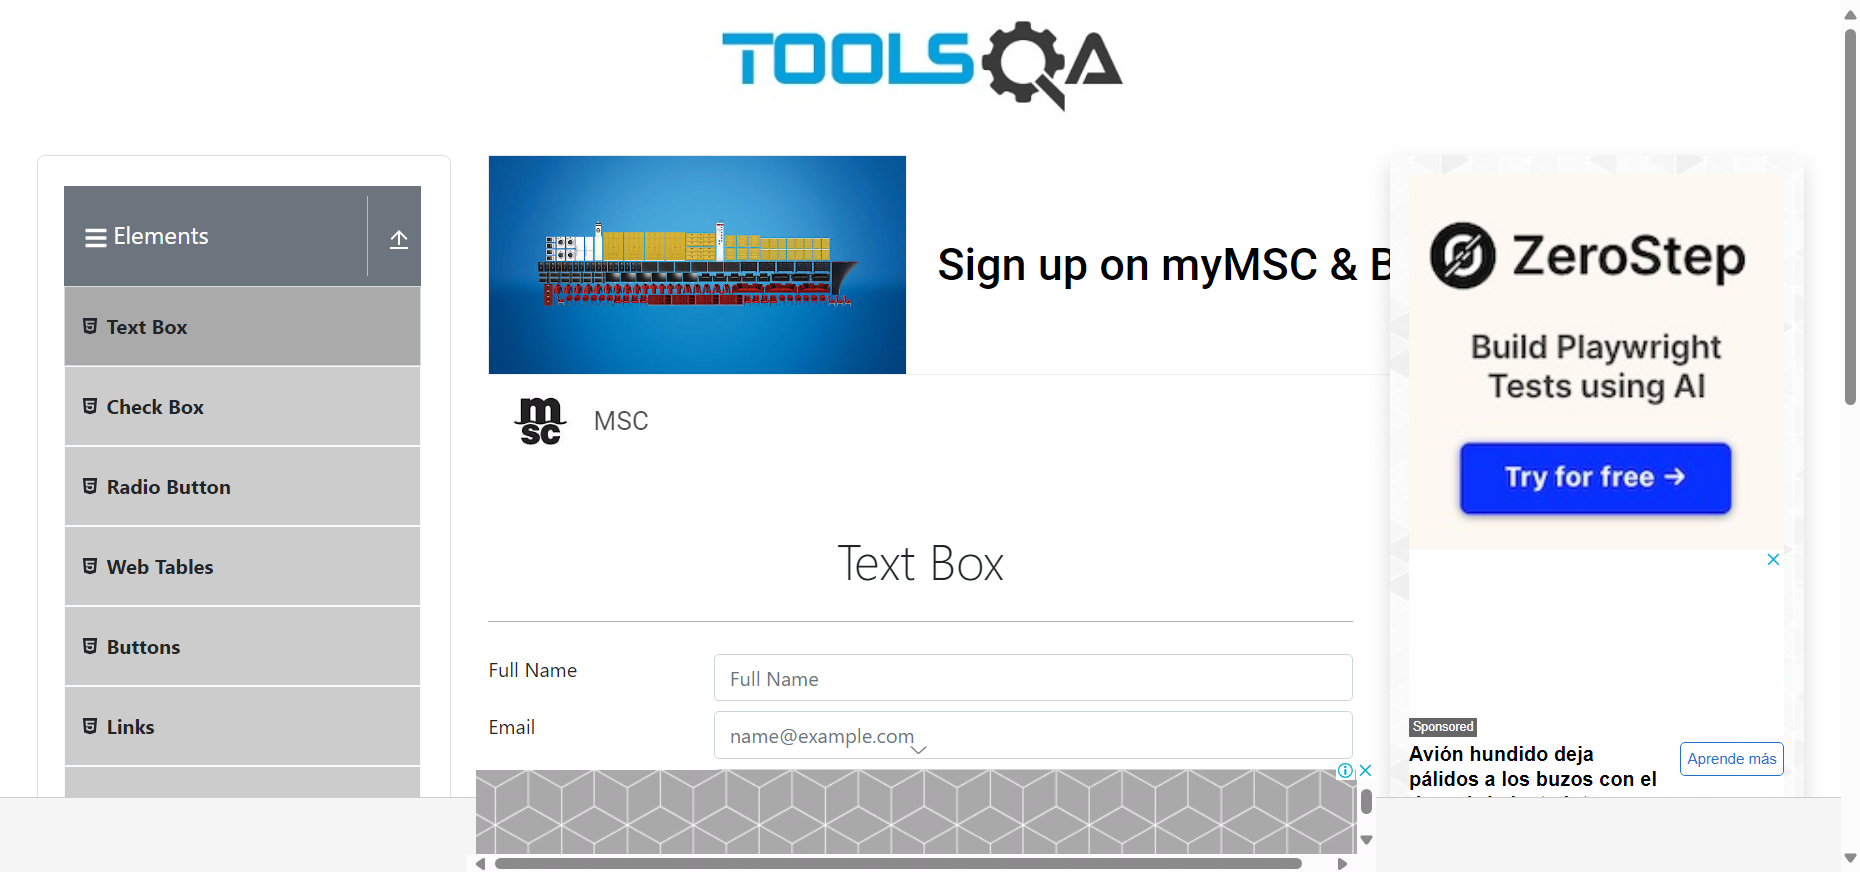 TOOLSQA
Elements
Text Box
Check Box
Radio Button
Web Tables
Buttons
Links
Sign up on myMSC & B
msc
MSC
Text Box
Full Name
Full Name
Email
name@example.com
ZeroStep
Build Playwright
Tests using AI
Try for free →
Sponsored
Avión hundido deja
pálidos a los buzos con el
Aprende más